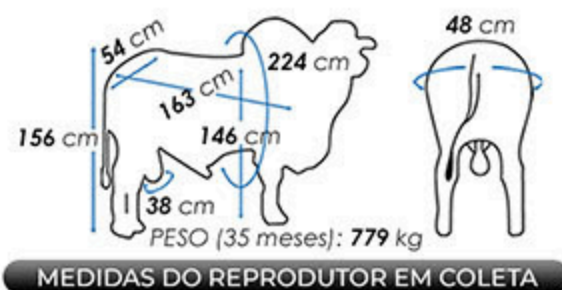 54 cm
48 cm
224 cm
163 cm
156 cm
146 cm
38 cm
PESO (35 meses): 779 kg
MEDIDAS DO REPRODUTOR EM COLETA